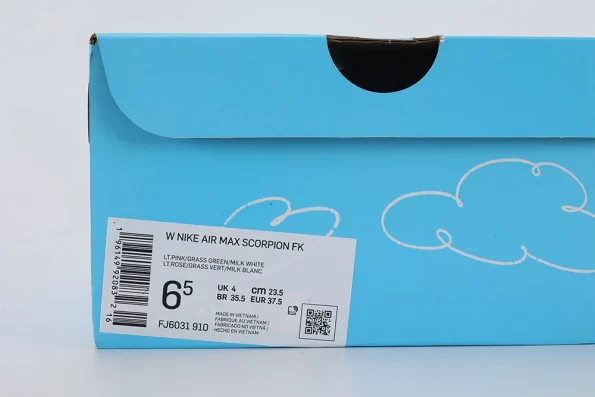 W NIKE AIR MAX SCORPION FK
LT.PINK/GRASS GREEN/MILK WHITE
LT.ROSE/GRASS VERT/MILK BLANC
6 5
UK 4 cm 23.5
BR 35.5 EUR 37.5
MADE IN VIETNAM /
FABRIQUE AU VIETNAM /
FABRICADO NO VIETNÃ /
HECHO EN VIETNAM
FJ6031 910